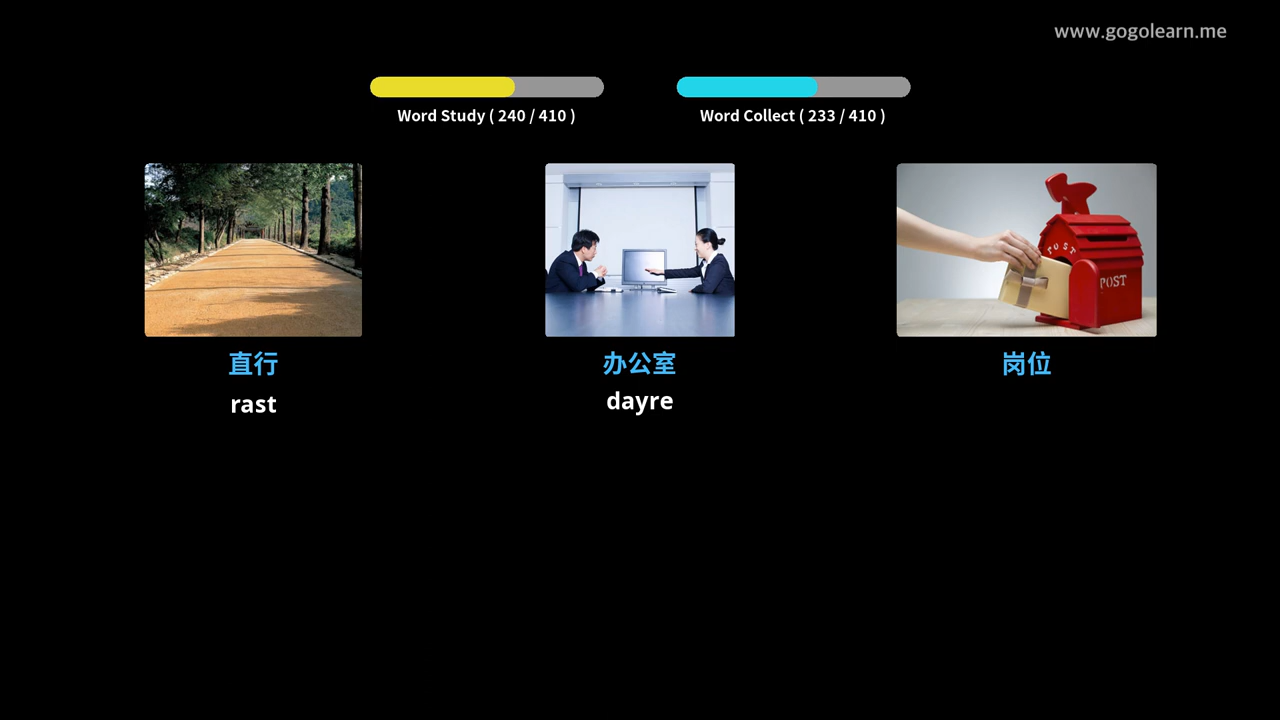 www.gogolearn.me
Word Study ( 240 / 410 )
Word Collect ( 233 / 410 )
POST
POST
直行
办公室
岗位
rast
dayre